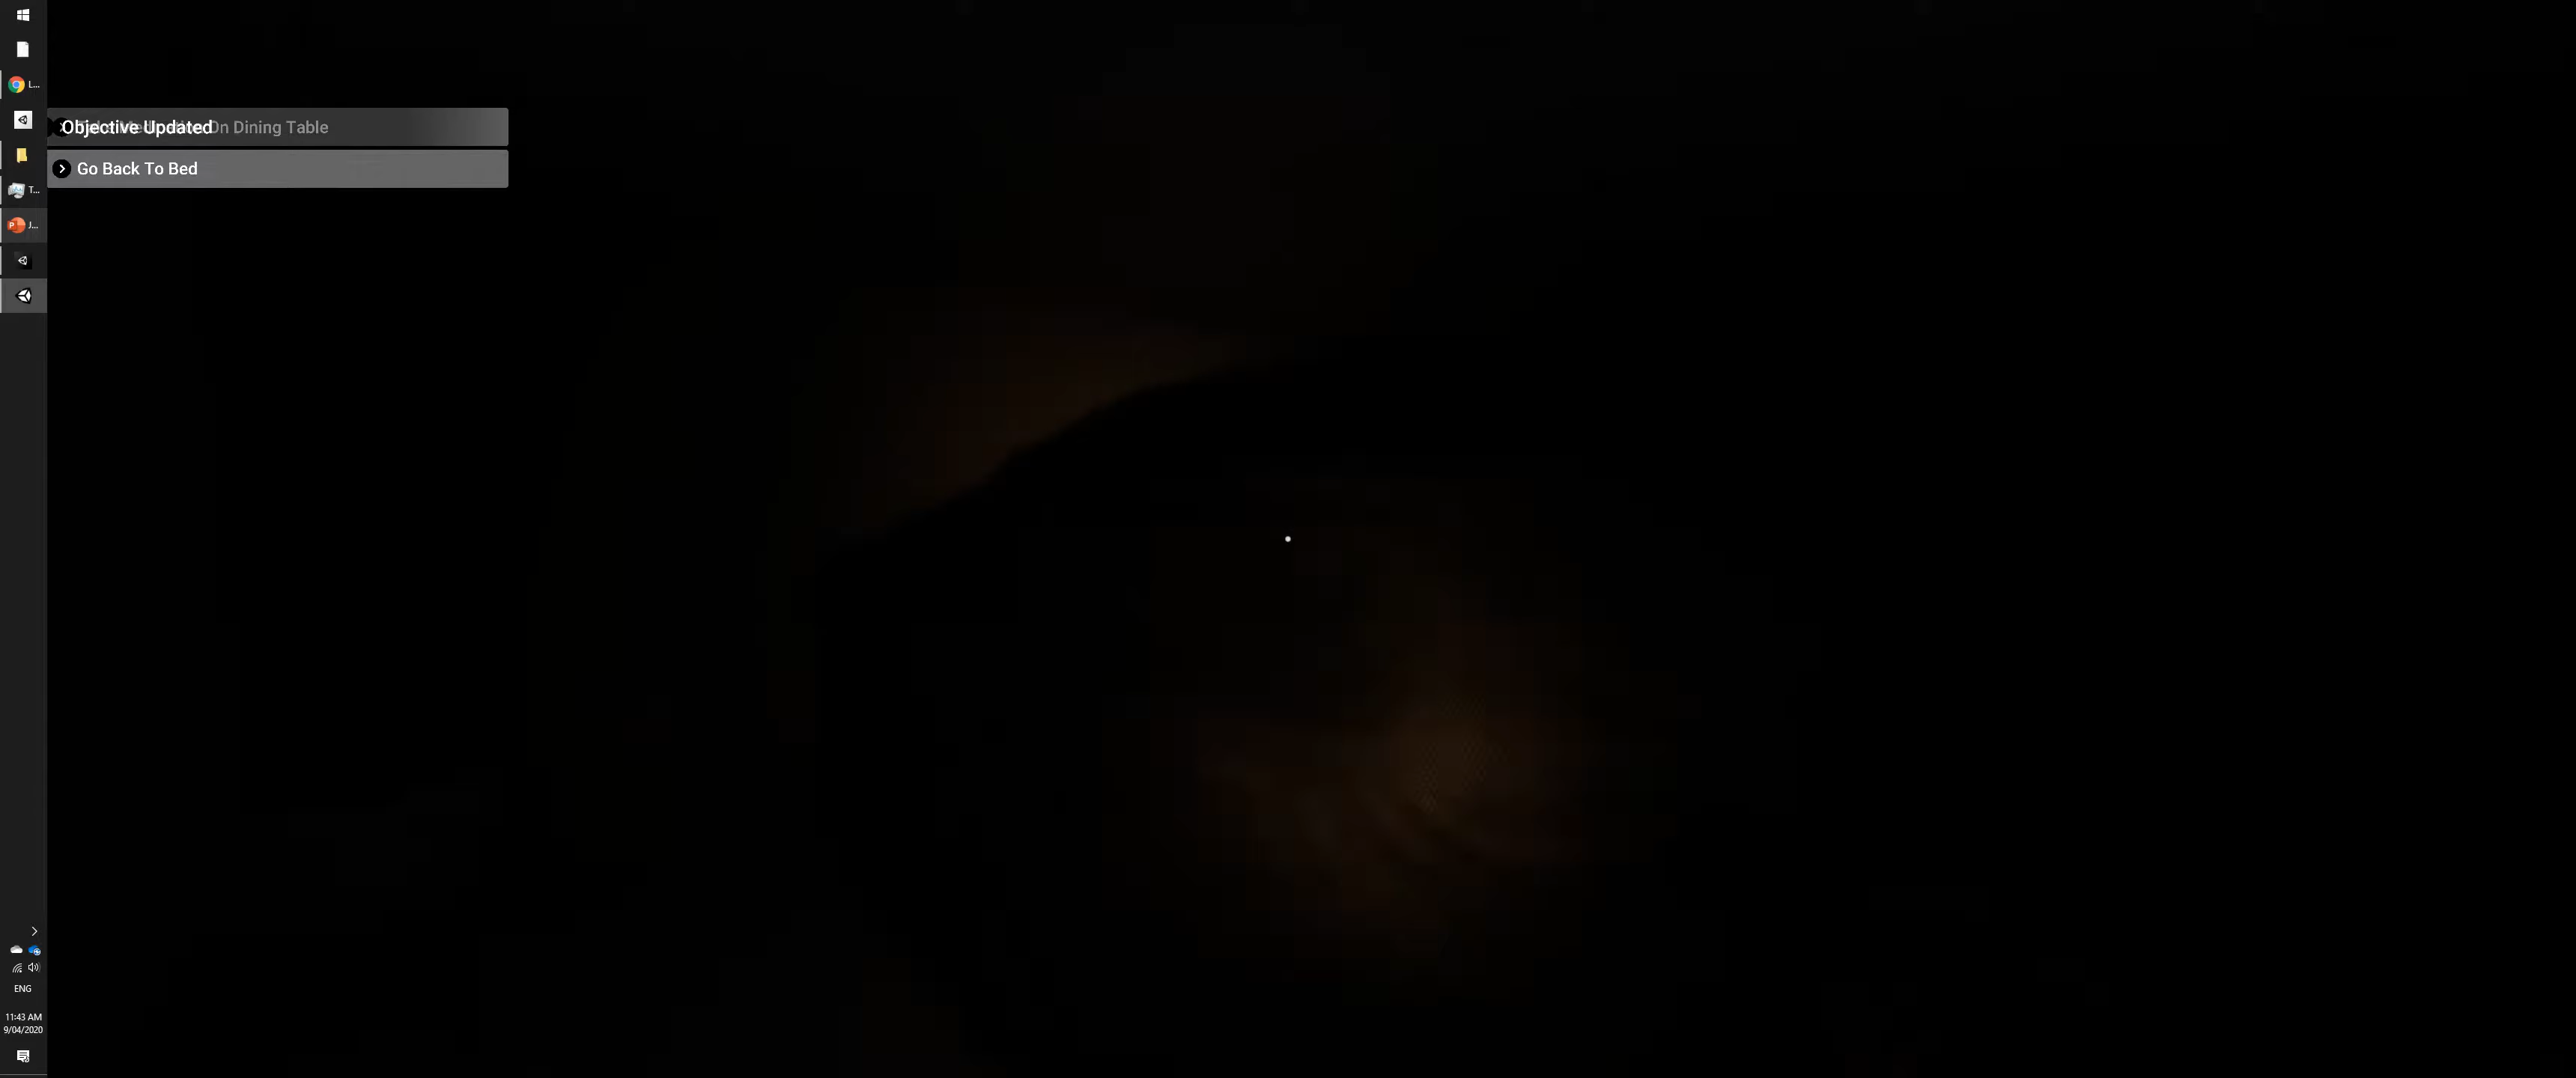 L...
Objective Updated
On Dining Table
Go Back To Bed
T...
J...
ENG
11:43 AM
9/04/2020